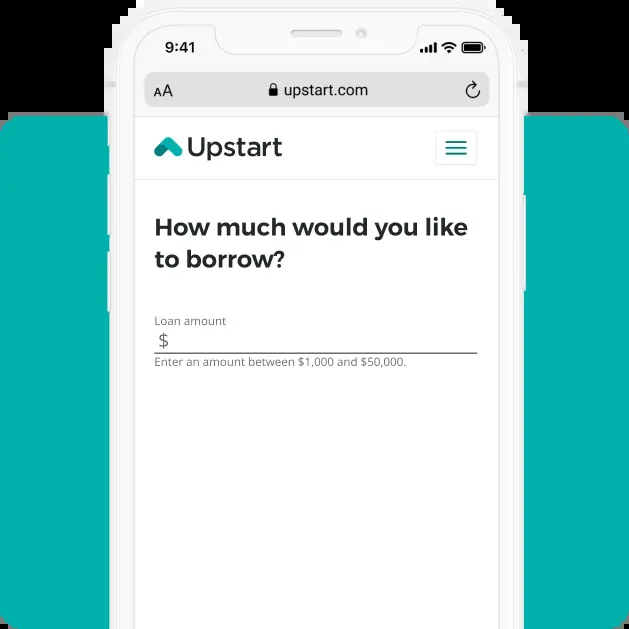 9:41
AA upstart.com
Upstart
How much would you like
to borrow?
Loan amount
$
Enter an amount between $1,000 and $50,000.